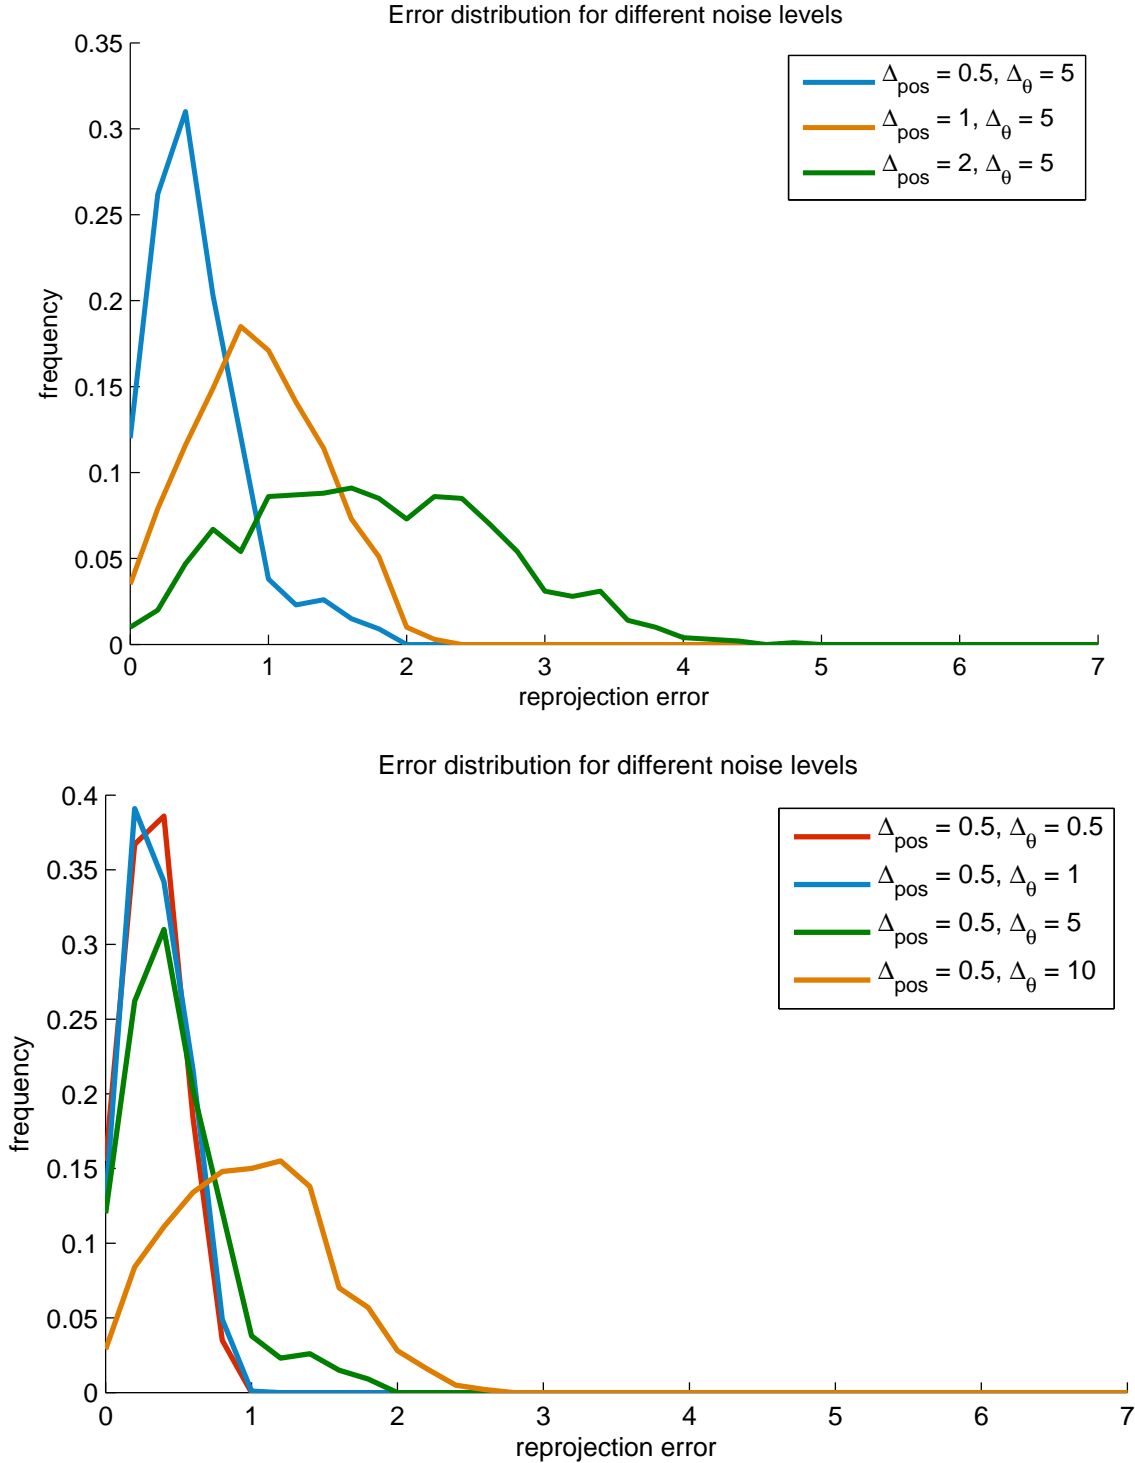 Error distribution for different noise levels
0.35
0.3
0.25
0.2
0.15
0.1
0.05
0
frequency
Δpos = 0.5, Δθ = 5
Δpos = 1, Δθ = 5
Δpos = 2, Δθ = 5
0 1 2 3 4 5 6 7
reprojection error
Error distribution for different noise levels
0.4
0.35
0.3
0.25
0.2
0.15
0.1
0.05
0
frequency
Δpos = 0.5, Δθ = 0.5
Δpos = 0.5, Δθ = 1
Δpos = 0.5, Δθ = 5
Δpos = 0.5, Δθ = 10
0 1 2 3 4 5 6 7
reprojection error